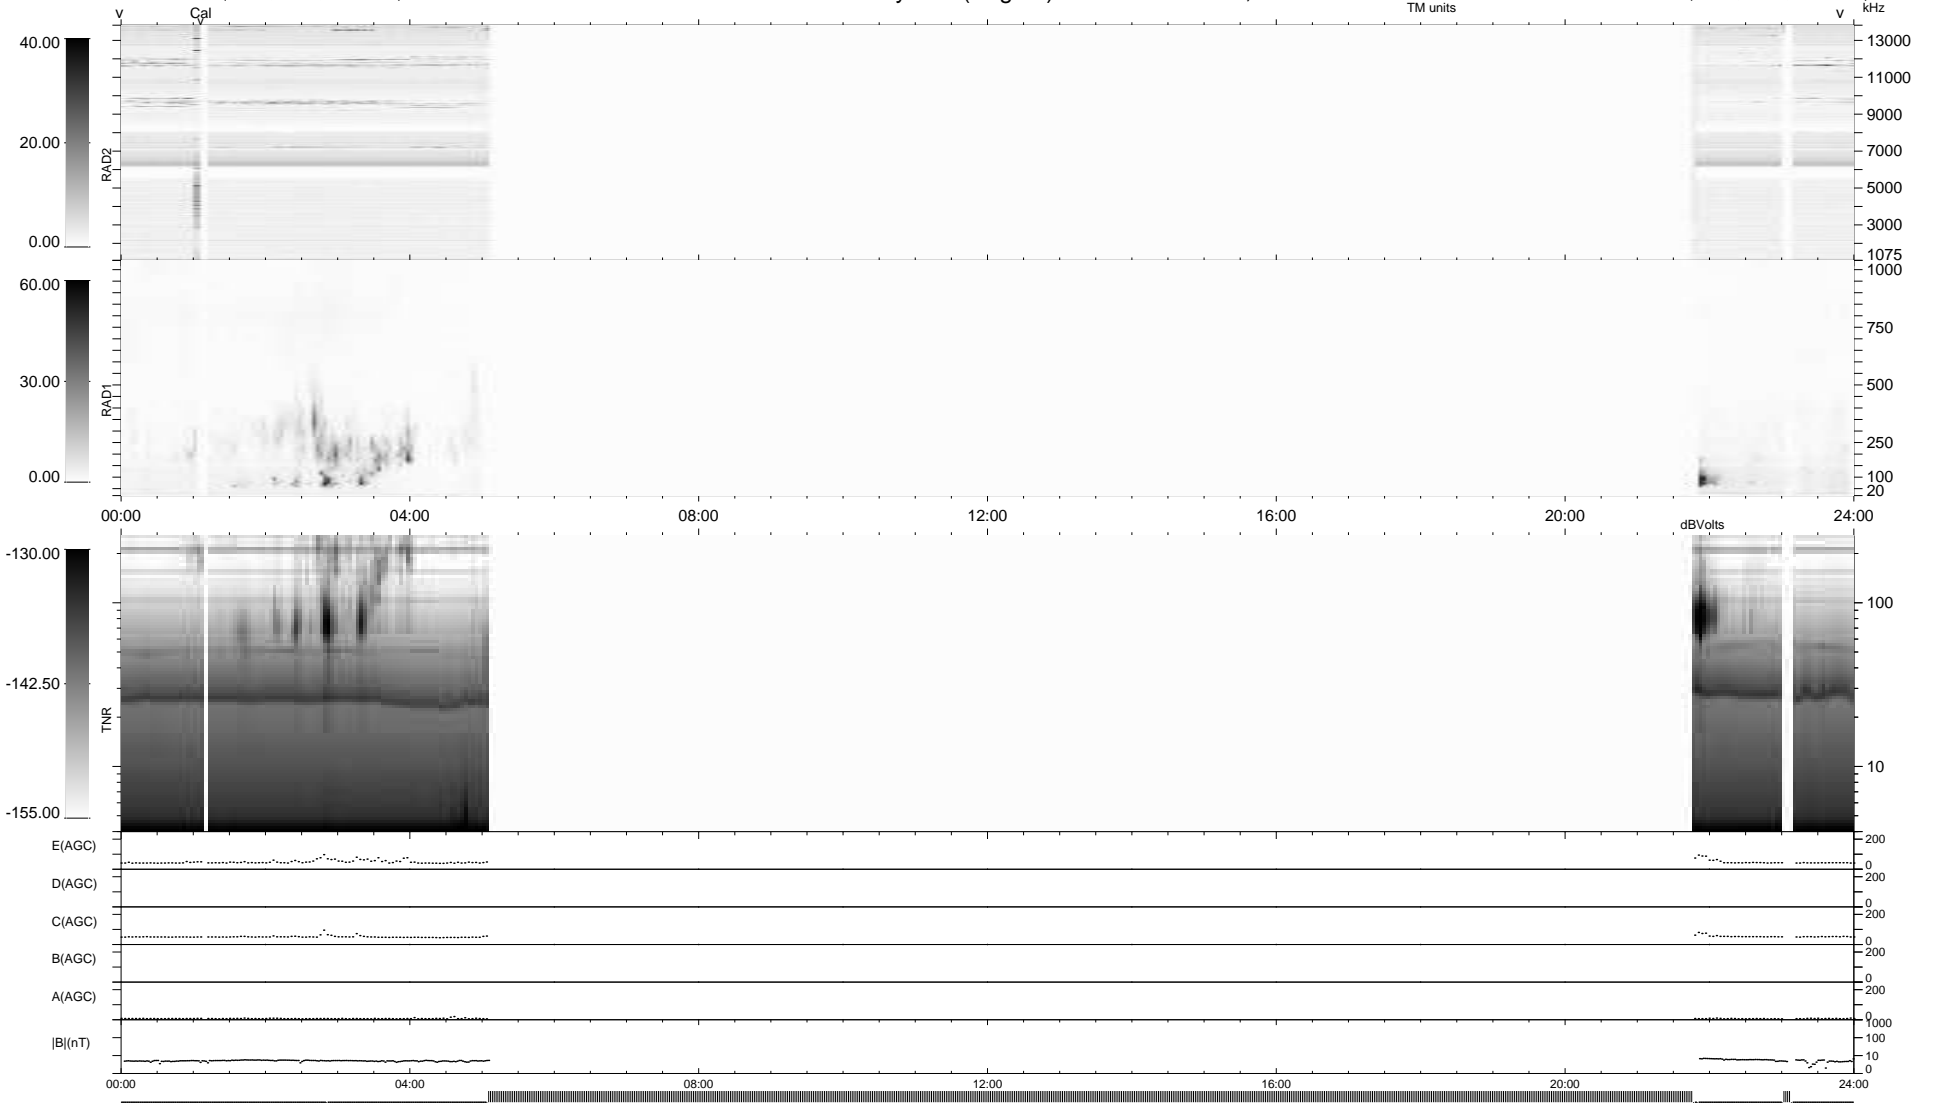 v Cal TM units v kHz
v
40.00
20.00
0.00
RAD2
13000
11000
9000
7000
5000
3000
1075
60.00
30.00
0.00
RAD1
1000
750
500
250
100
20
00:00 04:00 08:00 12:00 16:00 20:00 24:00
dBVolts
-130.00
-142.50
-155.00
TNR
100
10
E(AGC) 200
0
D(AGC) 200
0
C(AGC) 200
0
B(AGC) 200
0
A(AGC) 200
0
|B|(nT) 1000
100
10
0
00:00 04:00 08:00 12:00 16:00 20:00 24:00